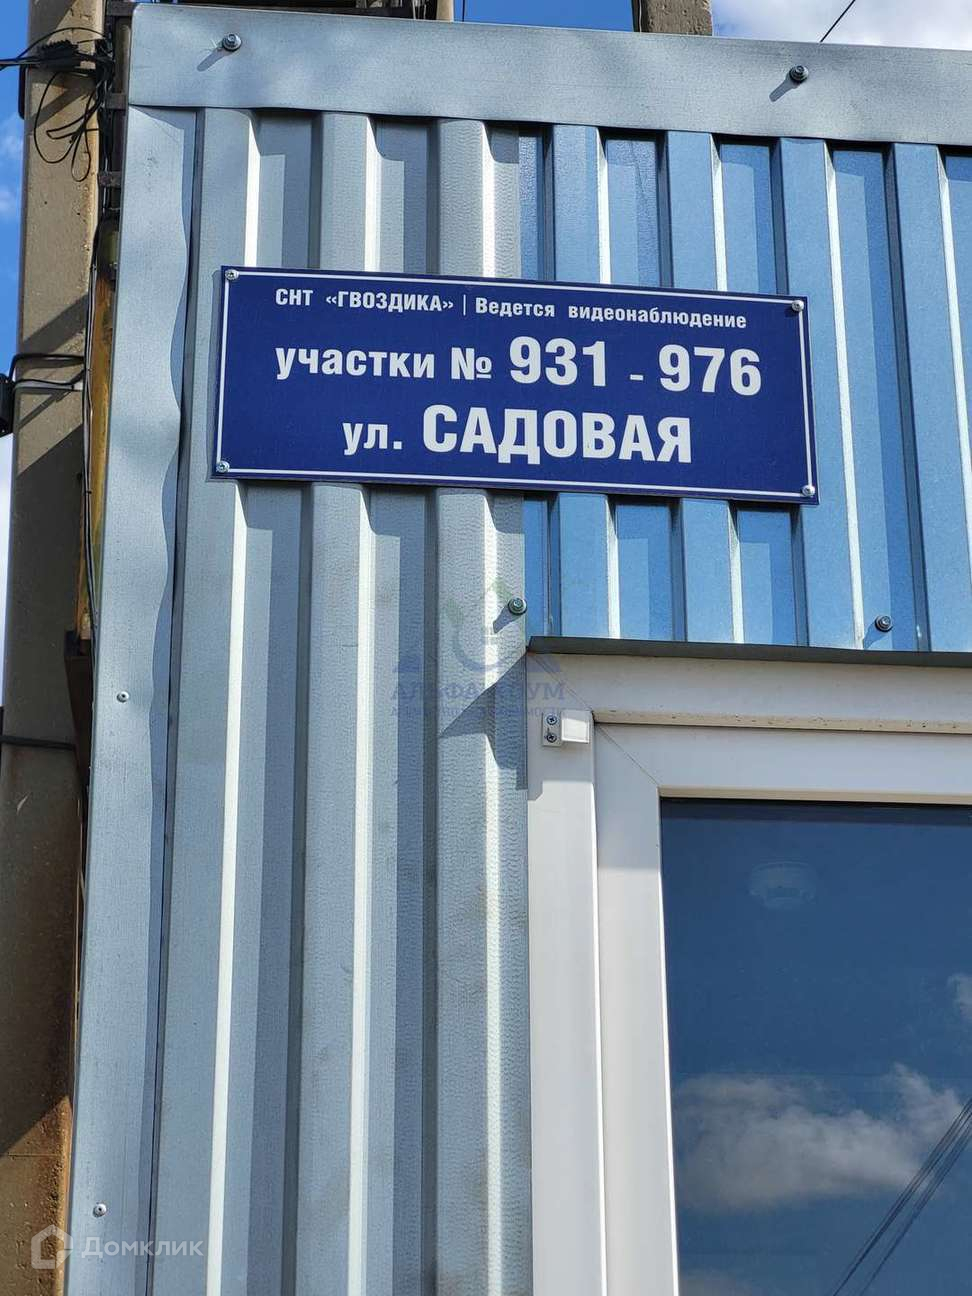 СНТ «ГВОЗДИКА» | Ведется видеонаблюдение
участки № 931 - 976
ул. САДОВАЯ
Домклик